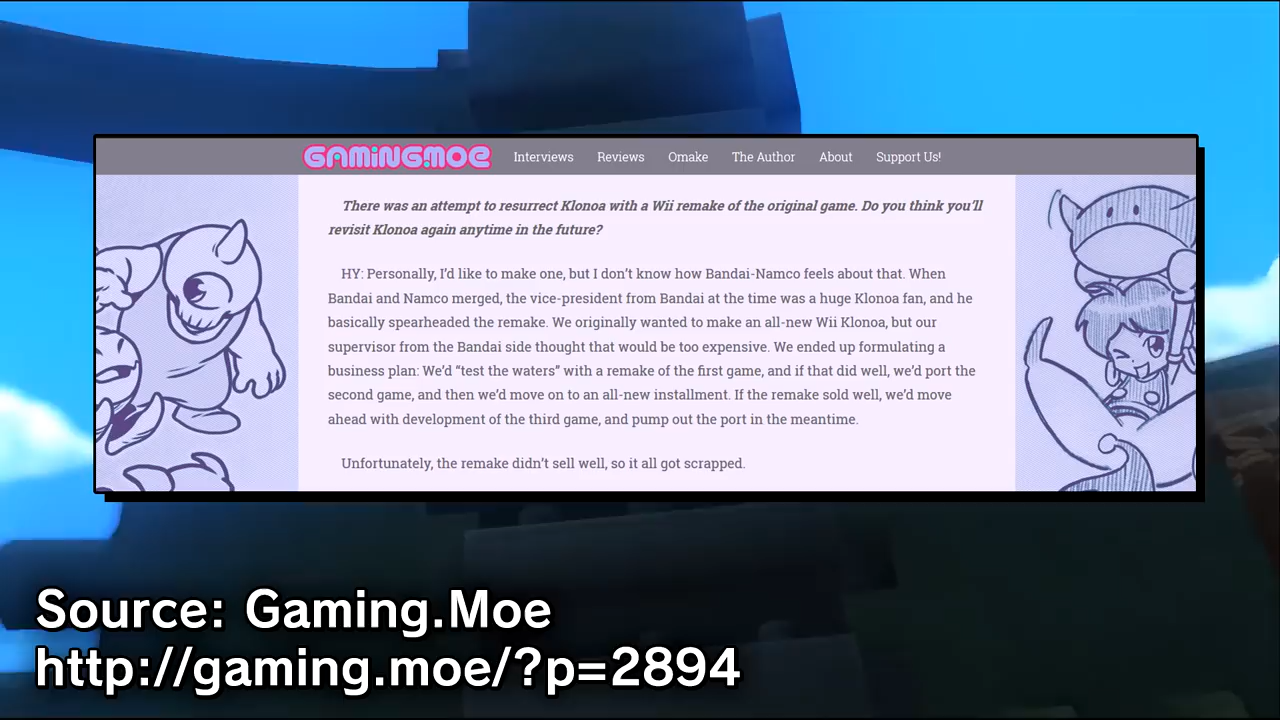 GAMING.MOE Interviews Reviews Omake The Author About Support Us!
There was an attempt to resurrect Klonoa with a Wii remake of the original game. Do you think you'll
revisit Klonoa again anytime in the future?
HY: Personally, I'd like to make one, but I don't know how Bandai-Namco feels about that. When
Bandai and Namco merged, the vice-president from Bandai at the time was a huge Klonoa fan, and he
basically spearheaded the remake. We originally wanted to make an all-new Wii Klonoa, but our
supervisor from the Bandai side thought that would be too expensive. We ended up formulating a
business plan: We'd “test the waters” with a remake of the first game, and if that did well, we'd port the
second game, and then we'd move on to an all-new installment. If the remake sold well, we'd move
ahead with development of the third game, and pump out the port in the meantime.
Unfortunately, the remake didn't sell well, so it all got scrapped.
Source: Gaming.Moe
http://gaming.moe/?p=2894